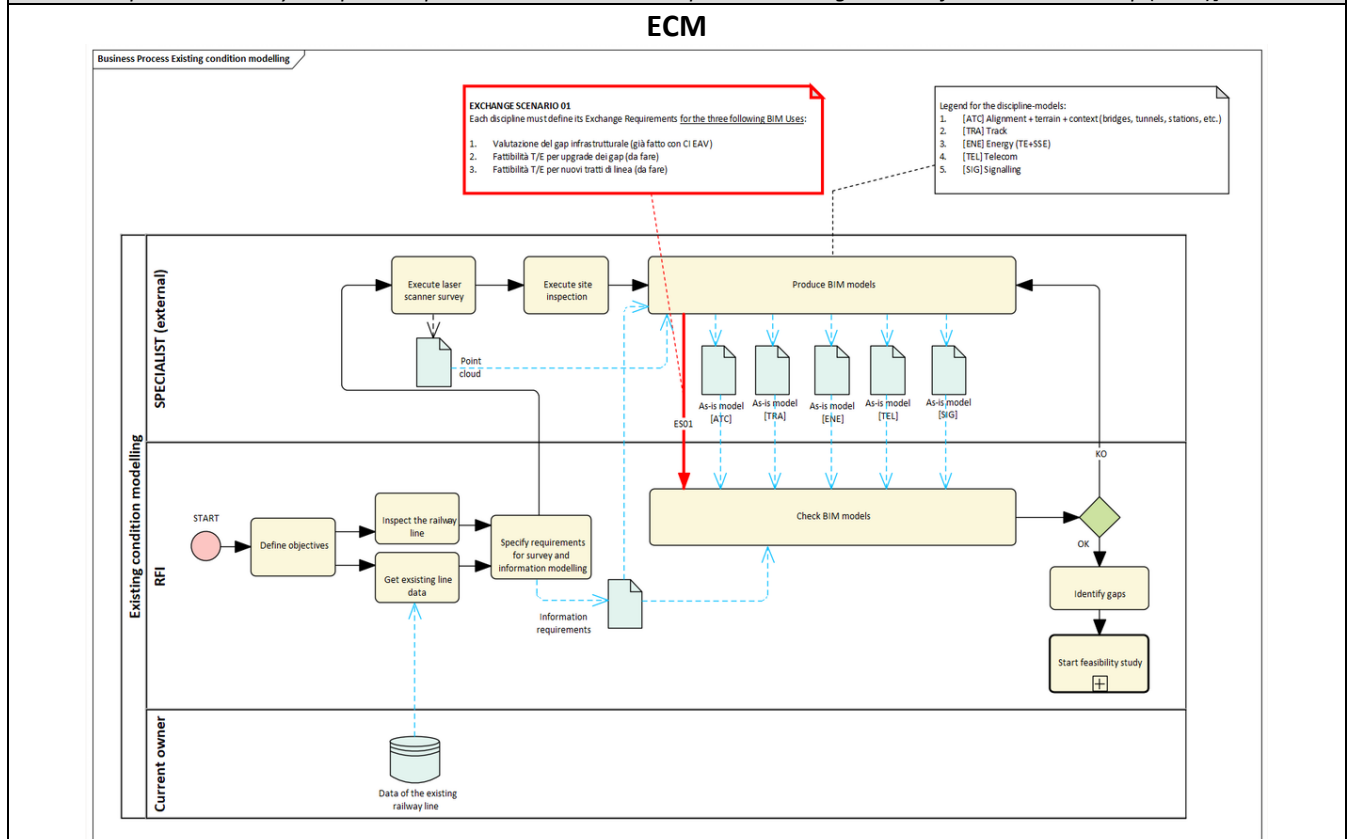 ECM
Business Process Existing condition modelling
EXCHANGE SCENARIO 01
Each discipline must define its Exchange Requirements for the three following BIM Uses:
1. Valutazione del gap infrastrutturale (già fatto con CI EAV)
2. Fattibilità T/E per upgrade dei gap (da fare)
3. Fattibilità T/E per nuovi tratti di linea (da fare)
Legend for the discipline-models:
1. [ATC] Alignment + terrain + context (bridges, tunnels, stations, etc.)
2. [TRA] Track
3. [ENE] Energy (TE+SSE)
4. [TEL] Telecom
5. [SIG] Signalling
Existing condition modelling
SPECIALIST (external)
Execute laser
scanner survey
Execute site
inspection
Produce BIM models
Point
cloud
As-is model
[ATC]
As-is model
[TRA]
As-is model
[ENE]
As-is model
[TEL]
As-is model
[SIG]
ES01
RFI
START
Define objectives
Inspect the railway
line
Get exsisting line
data
Specify requirements
for survey and
information modelling
Information
requirements
Check BIM models
KO
OK
Identify gaps
Start feasibility study
Current owner
Data of the existing
railway line